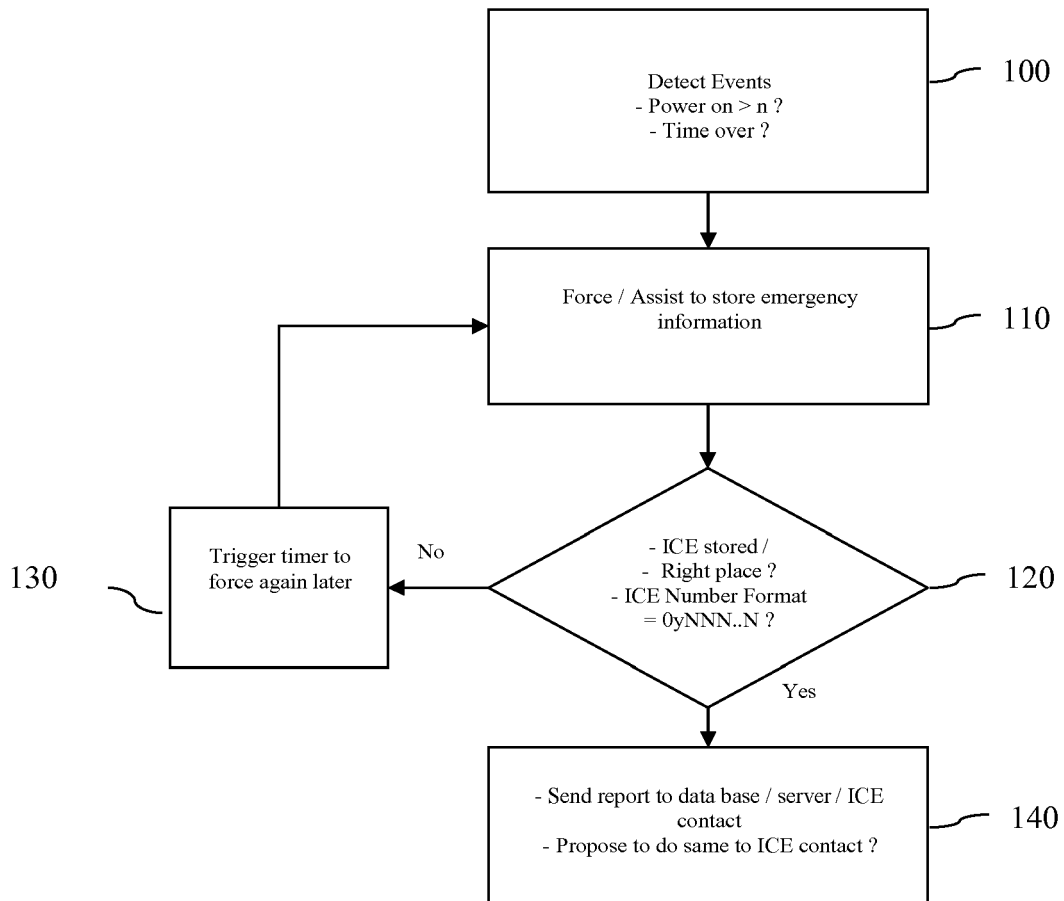 Detect Events
- Power on > n ?
- Time over ?
100
Force / Assist to store emergency
information
110
- ICE stored /
- Right place ?
- ICE Number Format
= 0yNNN..N ?
120
No
Trigger timer to
force again later
130
Yes
- Send report to data base / server / ICE
contact
- Propose to do same to ICE contact ?
140